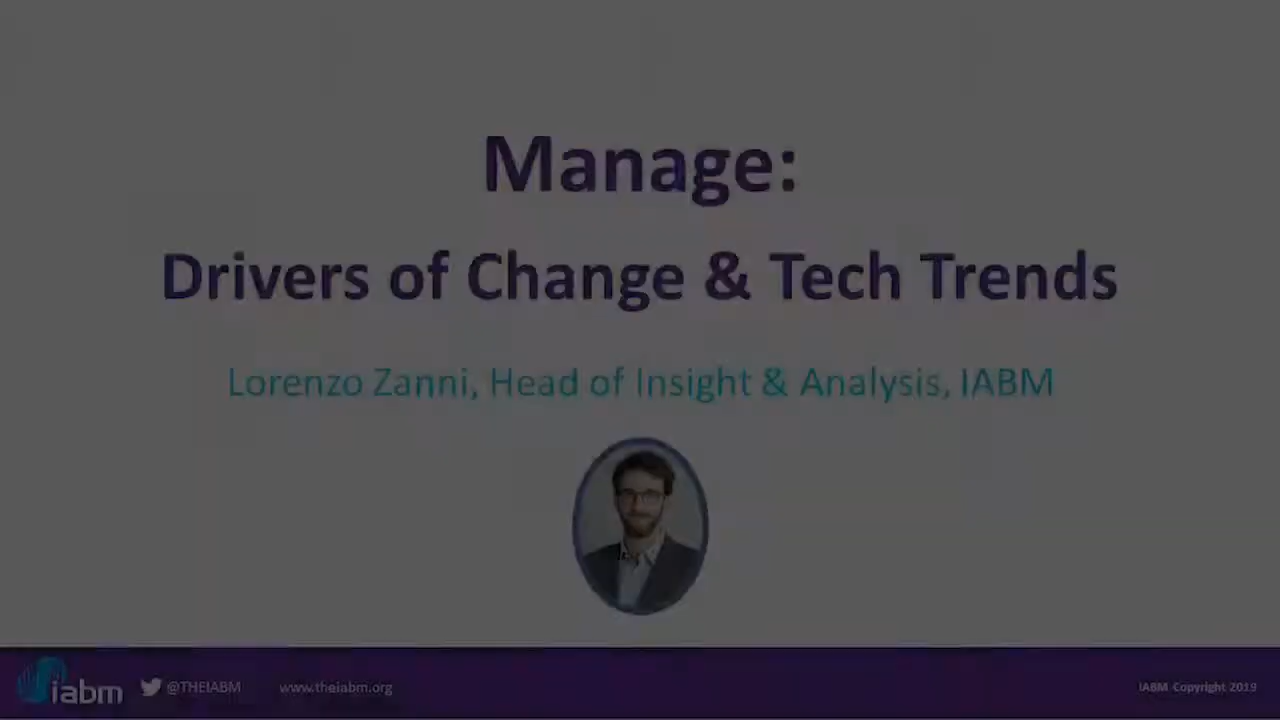 Manage:
Drivers of Change & Tech Trends
Lorenzo Zanni, Head of Insight & Analysis, IABM
iabm @THEIABM www.theiabm.org IABM Copyright 2019